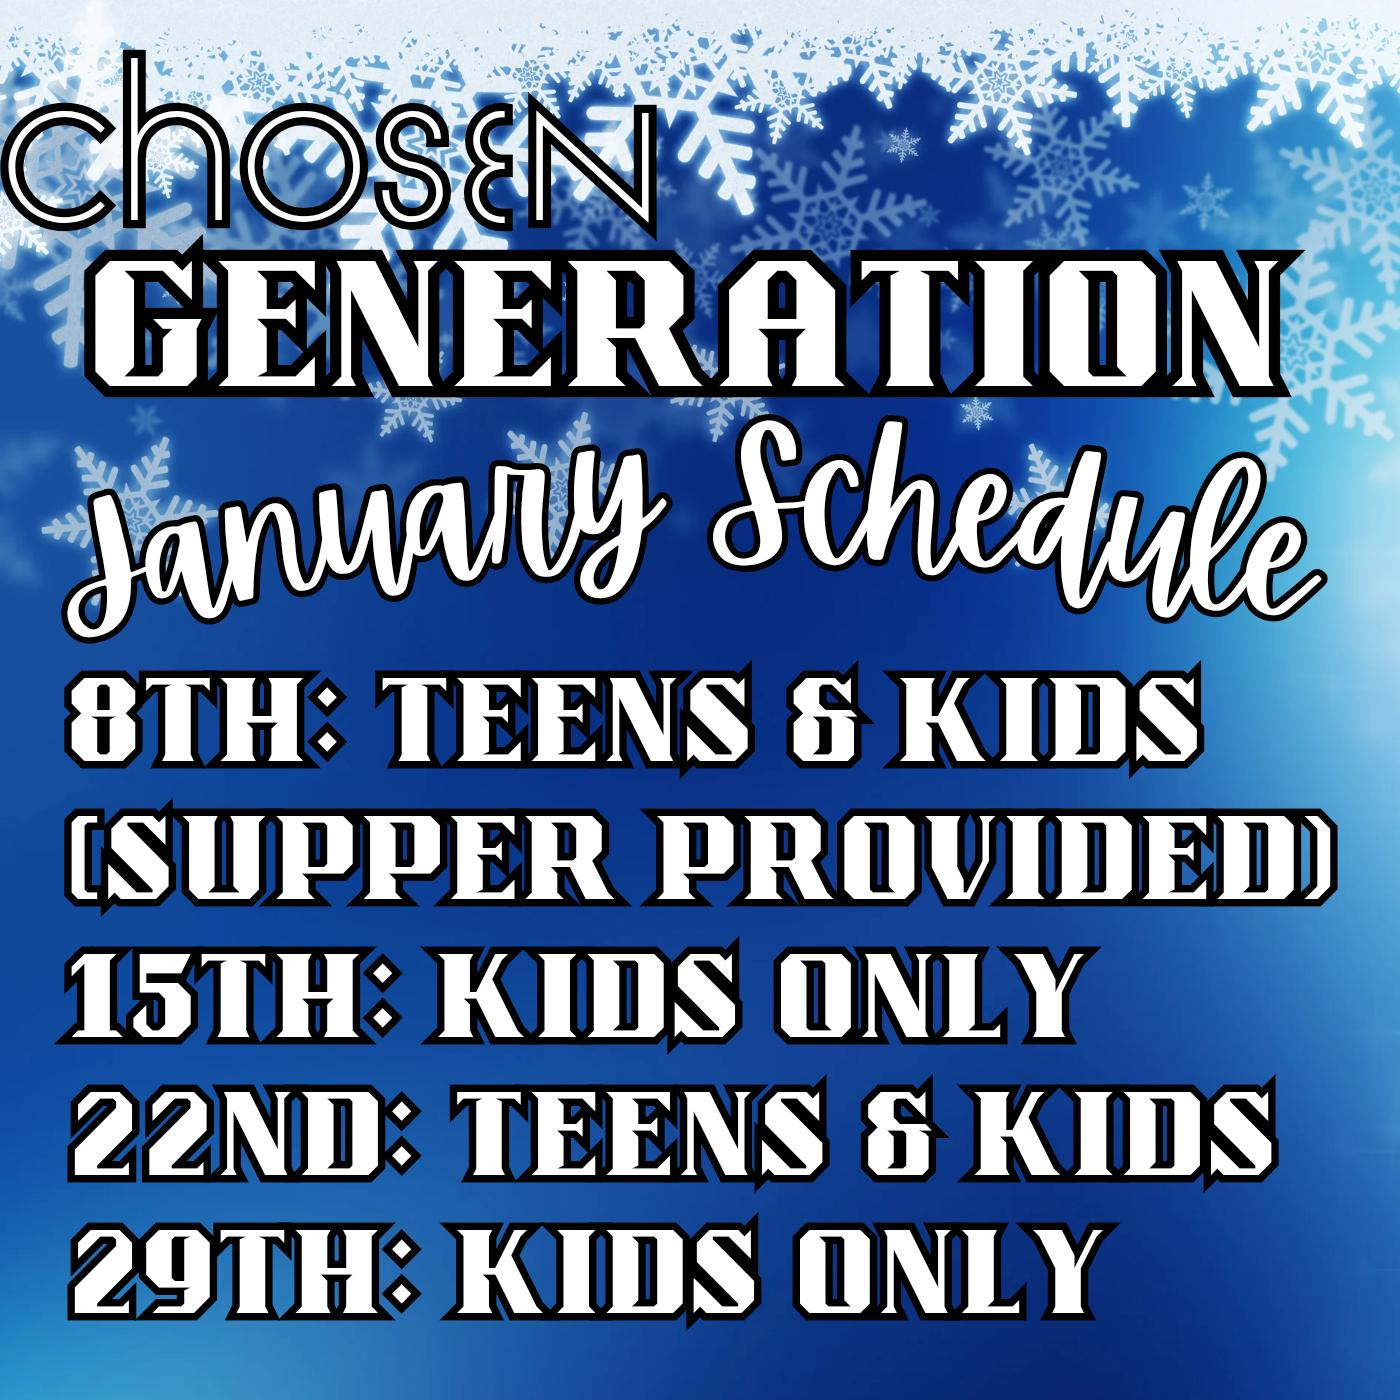 chosEN
GENERATION
January Schedule
8TH: TEENS & KIDS
(SUPPER PROVIDED)
15TH: KIDS ONLY
22ND: TEENS & KIDS
29TH: KIDS ONLY